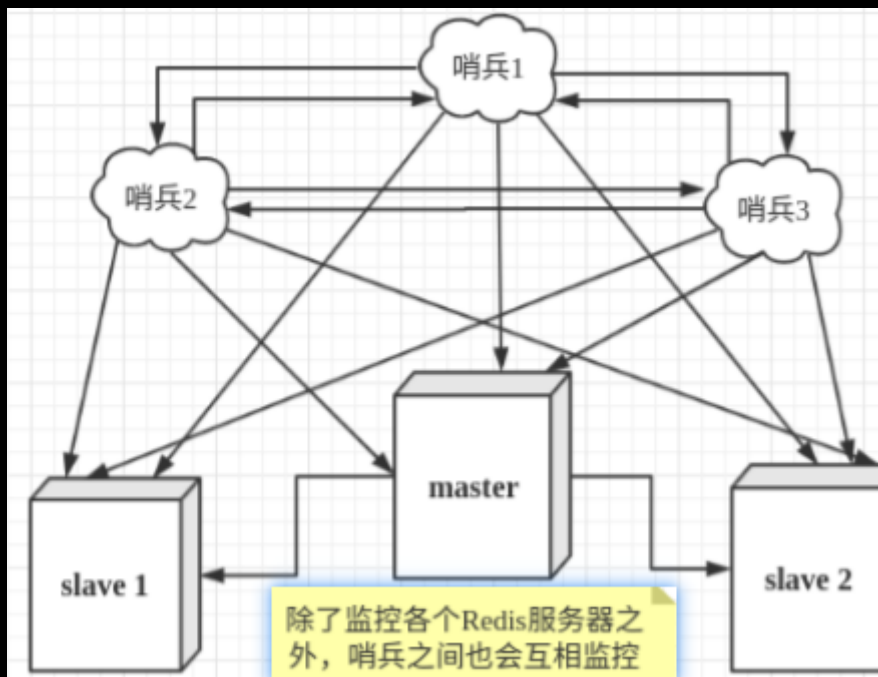 哨兵1
哨兵2
哨兵3
master
slave 1
slave 2
除了监控各个Redis服务器之
外，哨兵之间也会互相监控